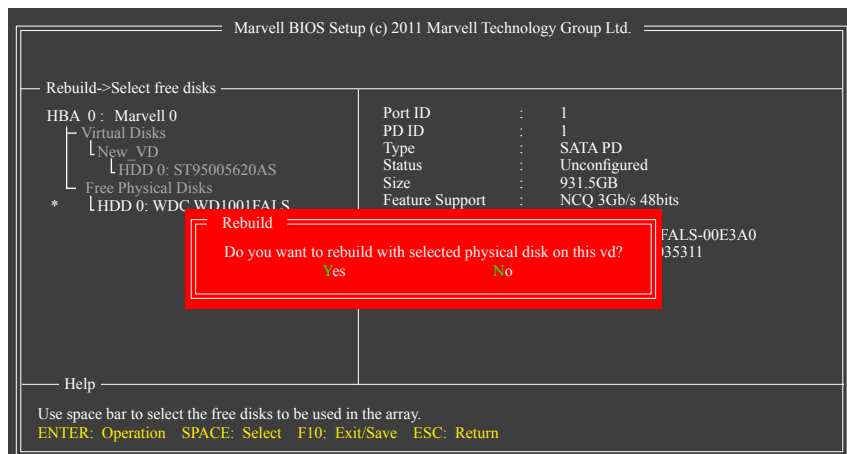 Marvell BIOS Setup (c) 2011 Marvell Technology Group Ltd.
Rebuild->Select free disks
HBA 0 : Marvell 0
Virtual Disks
New_VD
HDD 0: ST95005620AS
Free Physical Disks
* HDD 0: WDC WD1001FALS
Port ID : 1
PD ID : 1
Type : SATA PD
Status : Unconfigured
Size : 931.5GB
Feature Support : NCQ 3Gb/s 48bits
FALS-00E3A0
35311
Rebuild
Do you want to rebuild with selected physical disk on this vd?
Yes No
Help
Use space bar to select the free disks to be used in the array.
ENTER: Operation SPACE: Select F10: Exit/Save ESC: Return